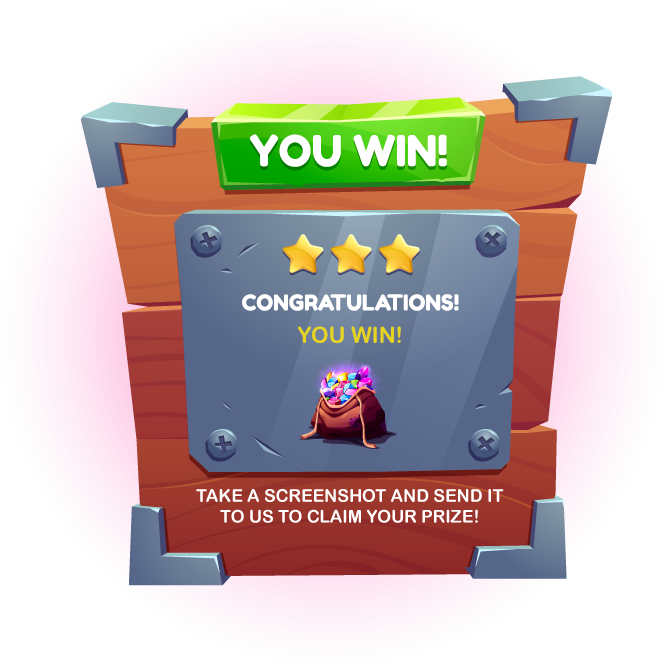 YOU WIN!
CONGRATULATIONS!
YOU WIN!
TAKE A SCREENSHOT AND SEND IT
TO US TO CLAIM YOUR PRIZE!